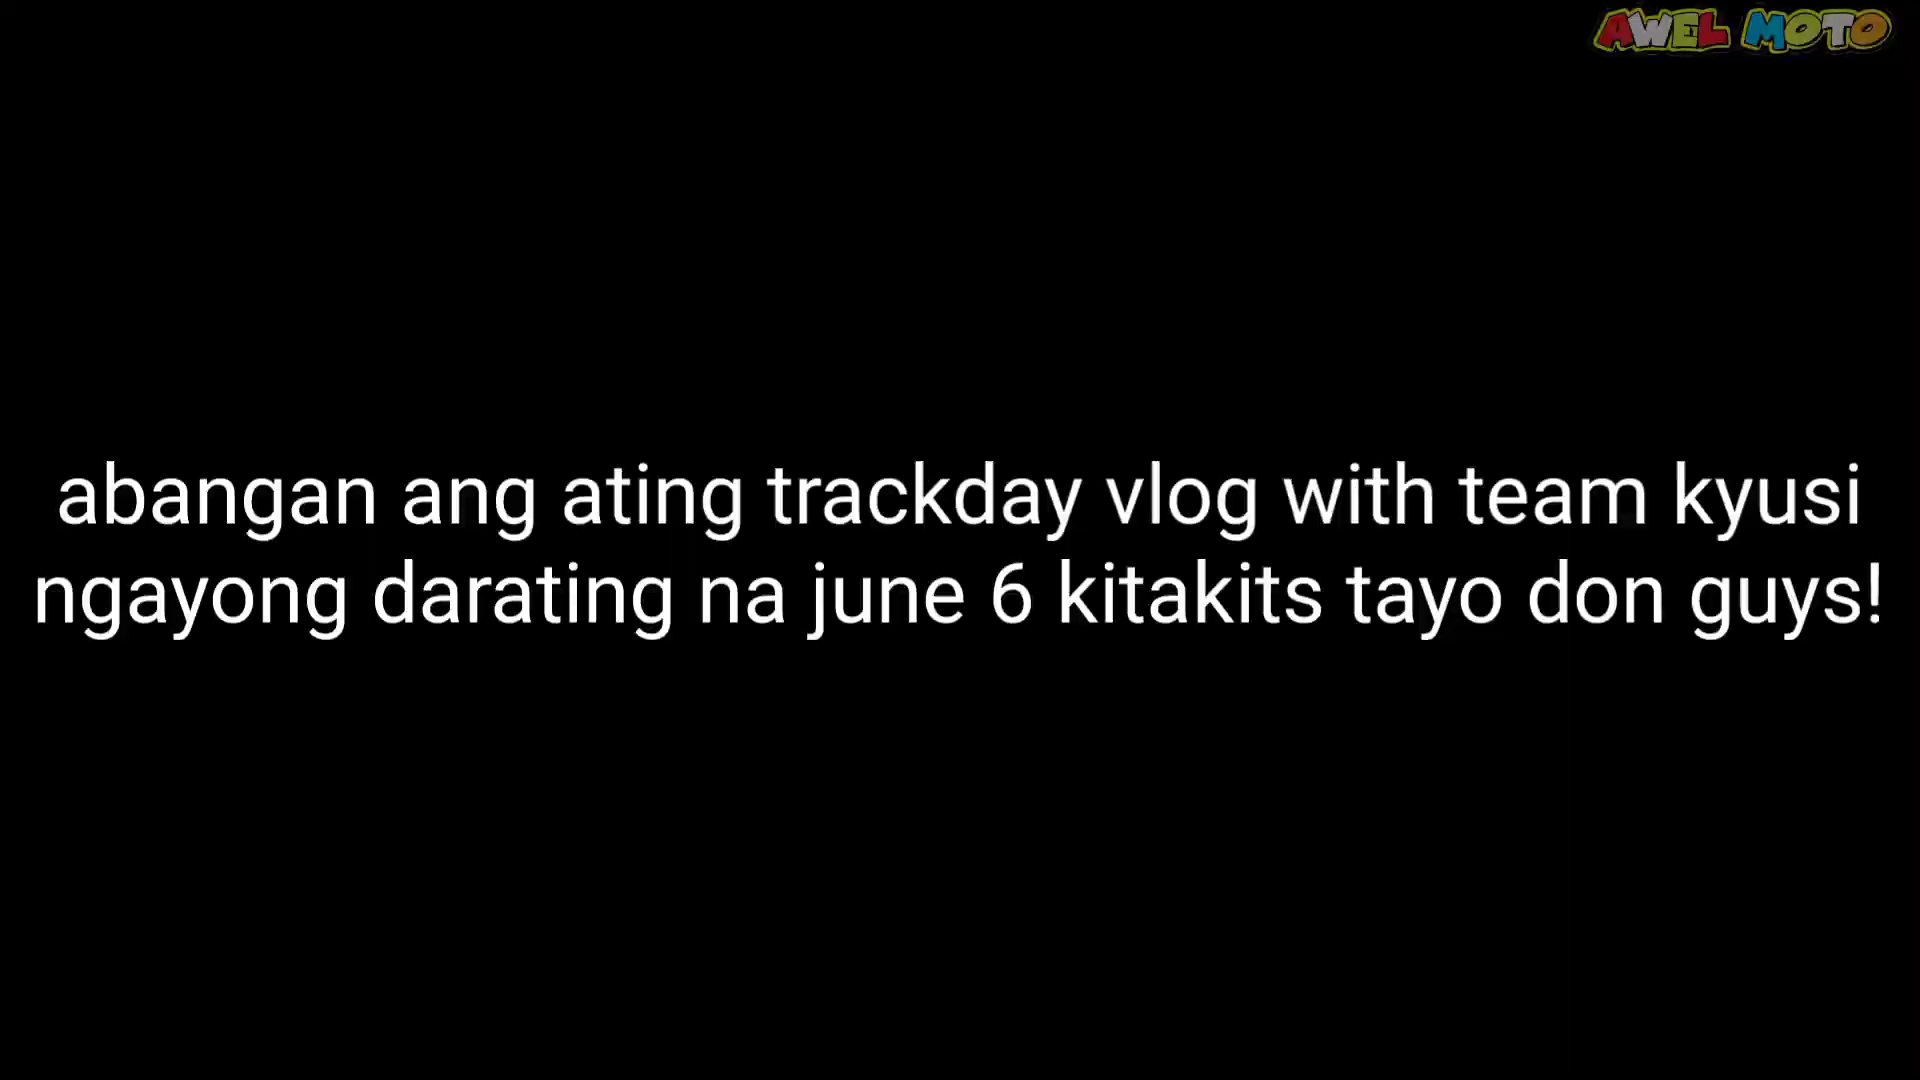 AWEL MOTO
abangan ang ating trackday vlog with team kyusi
ngayong darating na june 6 kitakits tayo don guys!